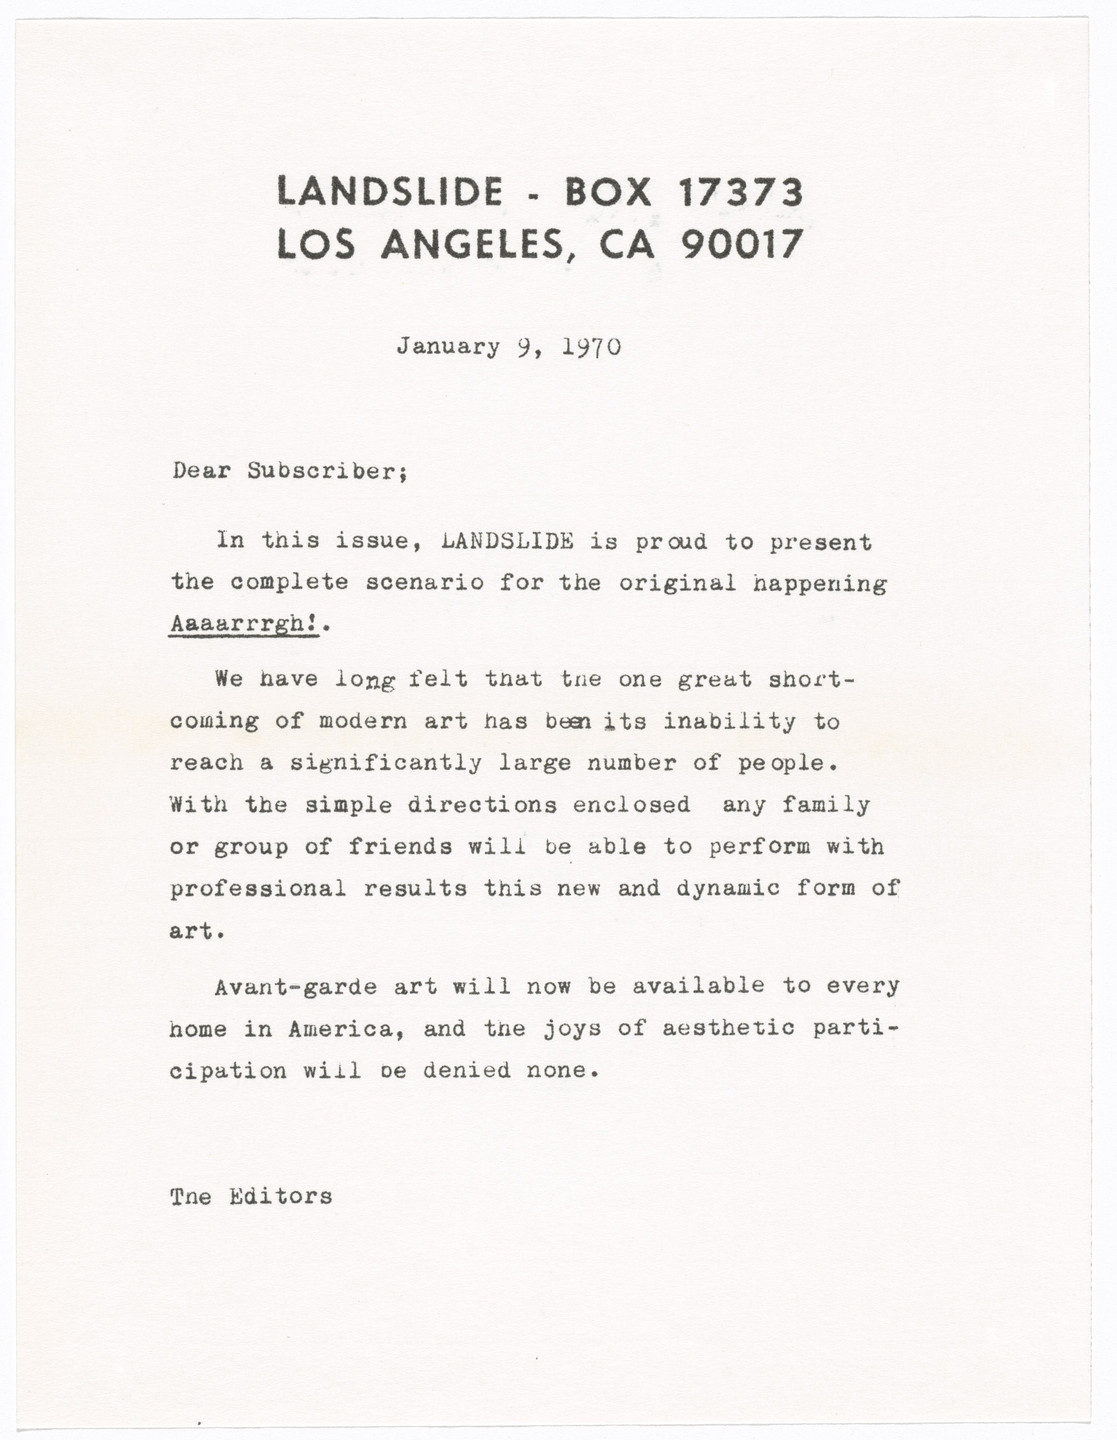 LANDSLIDE - BOX 17373
LOS ANGELES, CA 90017
January 9, 1970
Dear Subscriber;
In this issue, LANDSLIDE is proud to present
the complete scenario for the original happening
Aaaarrrgh!.
We have long felt that the one great short-
coming of modern art has been its inability to
reach a significantly large number of people.
With the simple directions enclosed any family
or group of friends will be able to perform with
professional results this new and dynamic form of
art.
Avant-garde art will now be available to every
home in America, and the joys of aesthetic parti-
cipation will be denied none.
The Editors